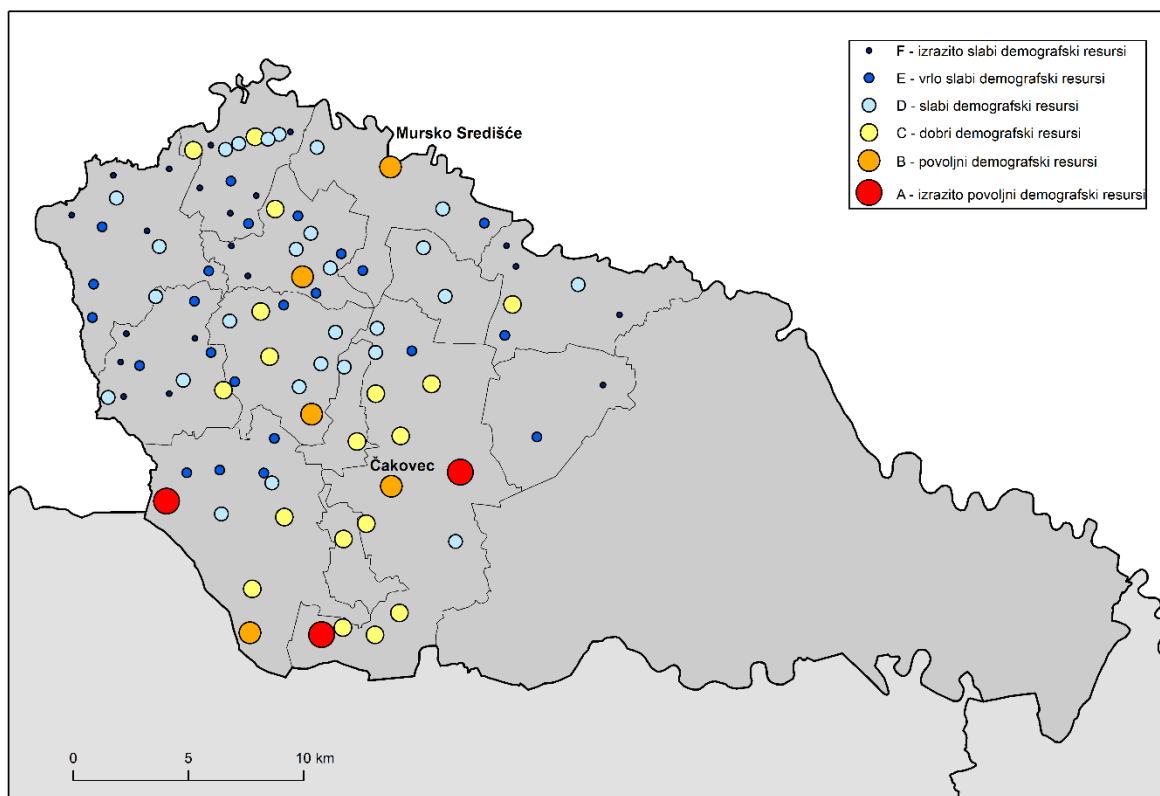 F - izrazito slabi demografski resursi
E - vrlo slabi demografski resursi
D - slabi demografski resursi
C - dobri demografski resursi
B - povoljni demografski resursi
A - izrazito povoljni demografski resursi
Mursko Središće
Čakovec
0 5 10 km